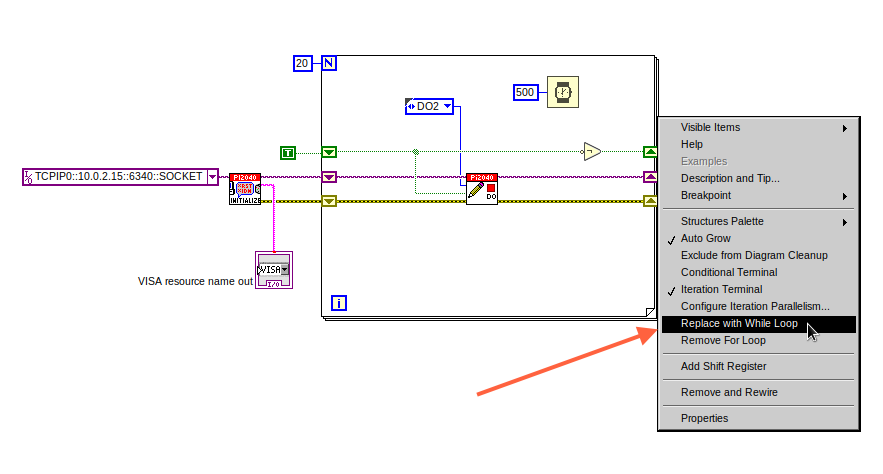 20
N
DO2
500
T
I/O TCPIP0::10.0.2.15::6340::SOCKET
Pi2040
INITIALIZE
Pi2040
DO
VISA
I/O
VISA resource name out
i
Visible Items
Help
Examples
Description and Tip...
Breakpoint
Structures Palette
Auto Grow
Exclude from Diagram Cleanup
Conditional Terminal
Iteration Terminal
Configure Iteration Parallelism...
Replace with While Loop
Remove For Loop
Add Shift Register
Remove and Rewire
Properties